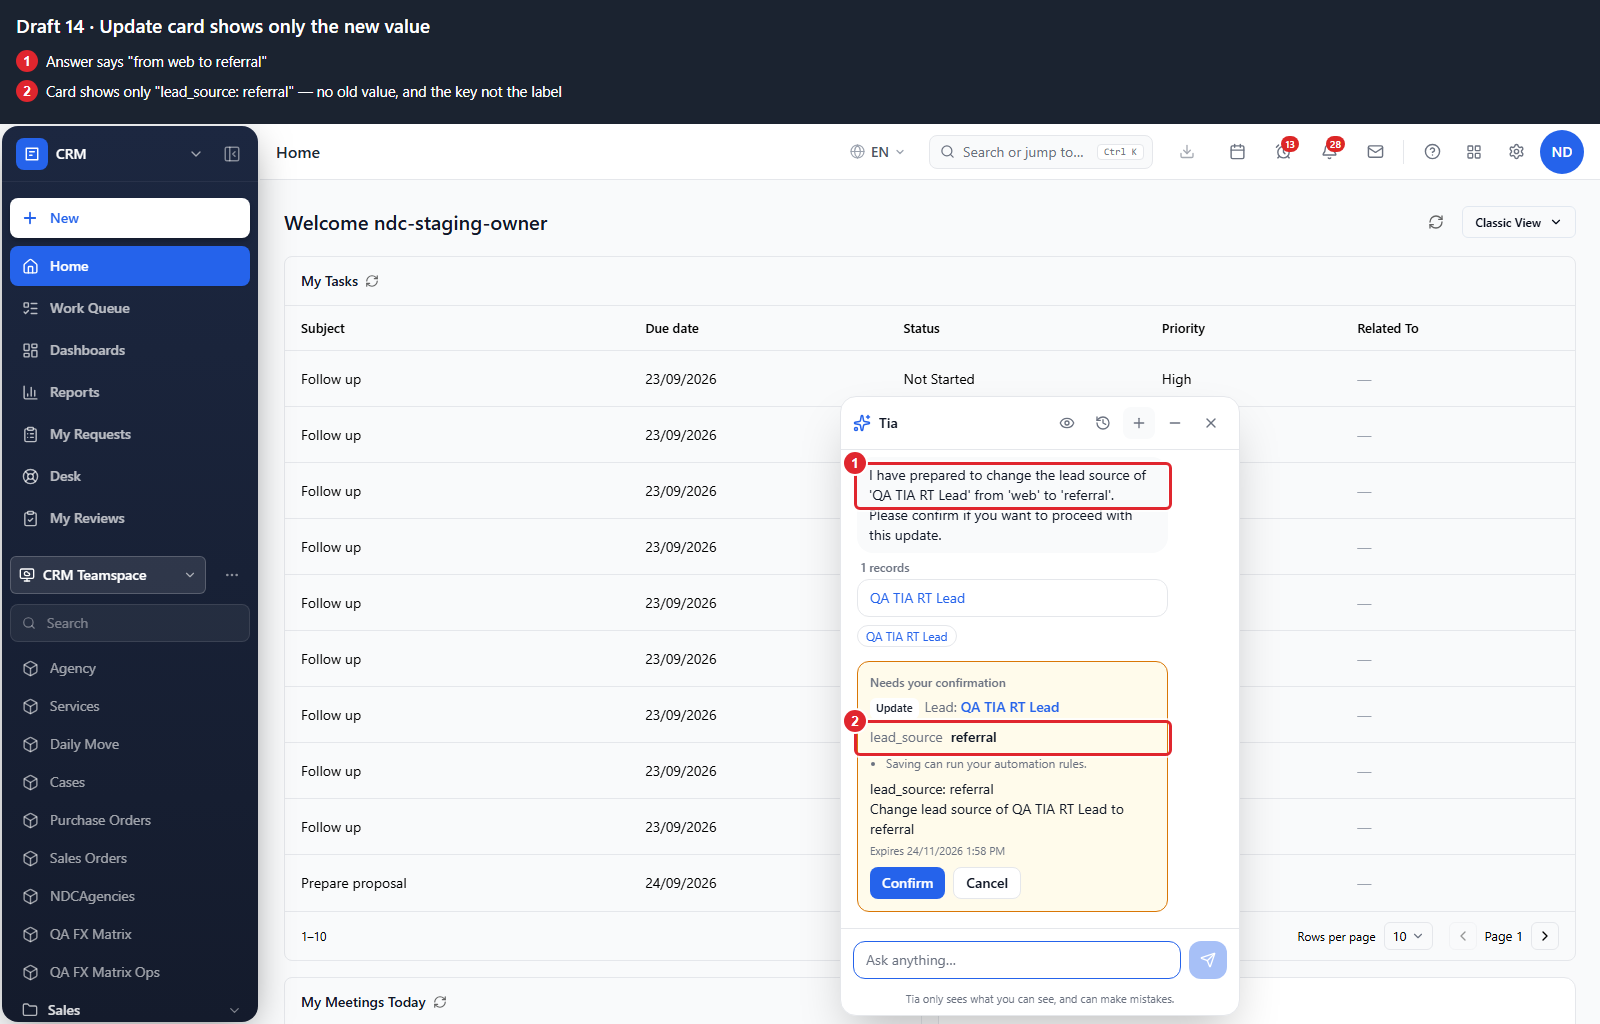 Draft 14 · Update card shows only the new value
1 Answer says "from web to referral"
2 Card shows only "lead_source: referral" — no old value, and the key not the label
CRM
Home
EN
Search or jump to...
Ctrl K
13
28
ND
New
Home
Work Queue
Dashboards
Reports
My Requests
Desk
My Reviews
CRM Teamspace
Search
Agency
Services
Daily Move
Cases
Purchase Orders
Sales Orders
NDCAgencies
QA FX Matrix
QA FX Matrix Ops
Sales
Welcome ndc-staging-owner
Classic View
My Tasks
Subject Due date Status Priority Related To
Follow up 23/09/2026 Not Started High —
Follow up 23/09/2026 —
Follow up 23/09/2026 —
Follow up 23/09/2026 —
Follow up 23/09/2026 —
Follow up 23/09/2026 —
Follow up 23/09/2026 —
Follow up 23/09/2026 —
Follow up 23/09/2026 —
Prepare proposal 24/09/2026 —
1–10
Rows per page 10 Page 1
My Meetings Today
Tia
1
I have prepared to change the lead source of
'QA TIA RT Lead' from 'web' to 'referral'.
Please confirm if you want to proceed with
this update.
1 records
QA TIA RT Lead
QA TIA RT Lead
Needs your confirmation
Update Lead: QA TIA RT Lead
2
lead_source referral
• Saving can run your automation rules.
lead_source: referral
Change lead source of QA TIA RT Lead to
referral
Expires 24/11/2026 1:58 PM
Confirm Cancel
Ask anything...
Tia only sees what you can see, and can make mistakes.